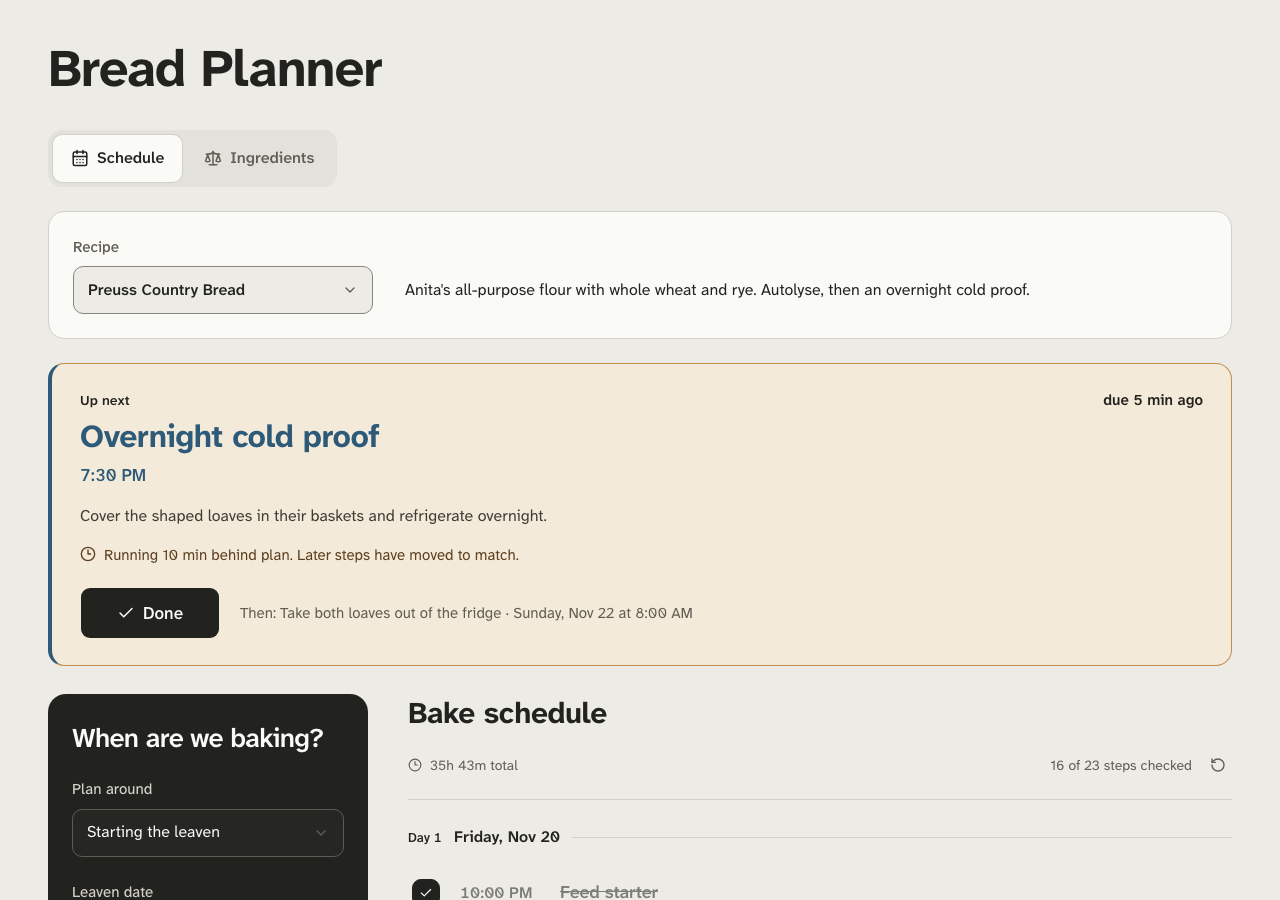 Bread Planner
Schedule
Ingredients
Recipe
Preuss Country Bread
Anita's all-purpose flour with whole wheat and rye. Autolyse, then an overnight cold proof.
Up next
due 5 min ago
Overnight cold proof
7:30 PM
Cover the shaped loaves in their baskets and refrigerate overnight.
Running 10 min behind plan. Later steps have moved to match.
Done
Then: Take both loaves out of the fridge · Sunday, Nov 22 at 8:00 AM
When are we baking?
Plan around
Starting the leaven
Leaven date
Bake schedule
35h 43m total
16 of 23 steps checked
Day 1
Friday, Nov 20
10:00 PM
Feed starter